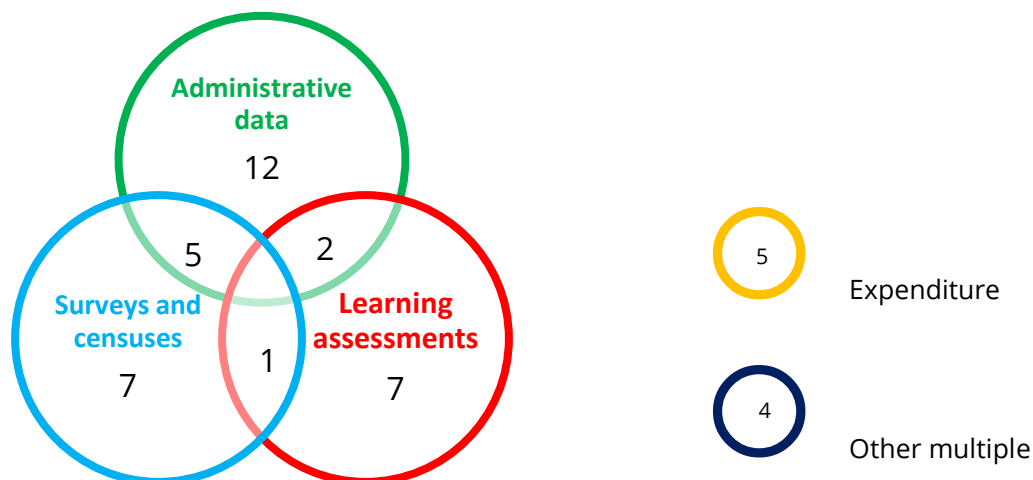 Administrative
data
12
5
2
Surveys and
censuses
7
1
Learning
assessments
7
5
Expenditure
4
Other multiple